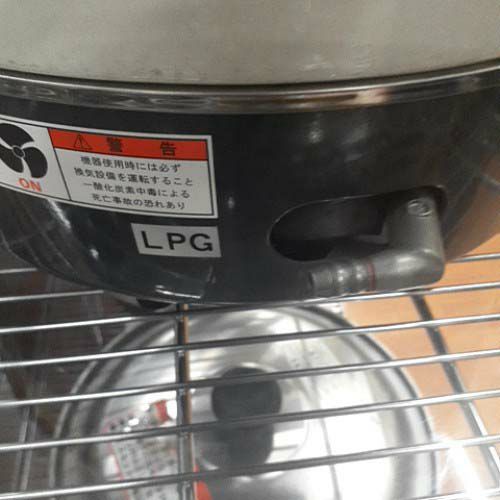 警告
ON
機器使用時には必ず
換気設備を運転すること
一酸化炭素中毒による
死亡事故の恐れあり
LPG